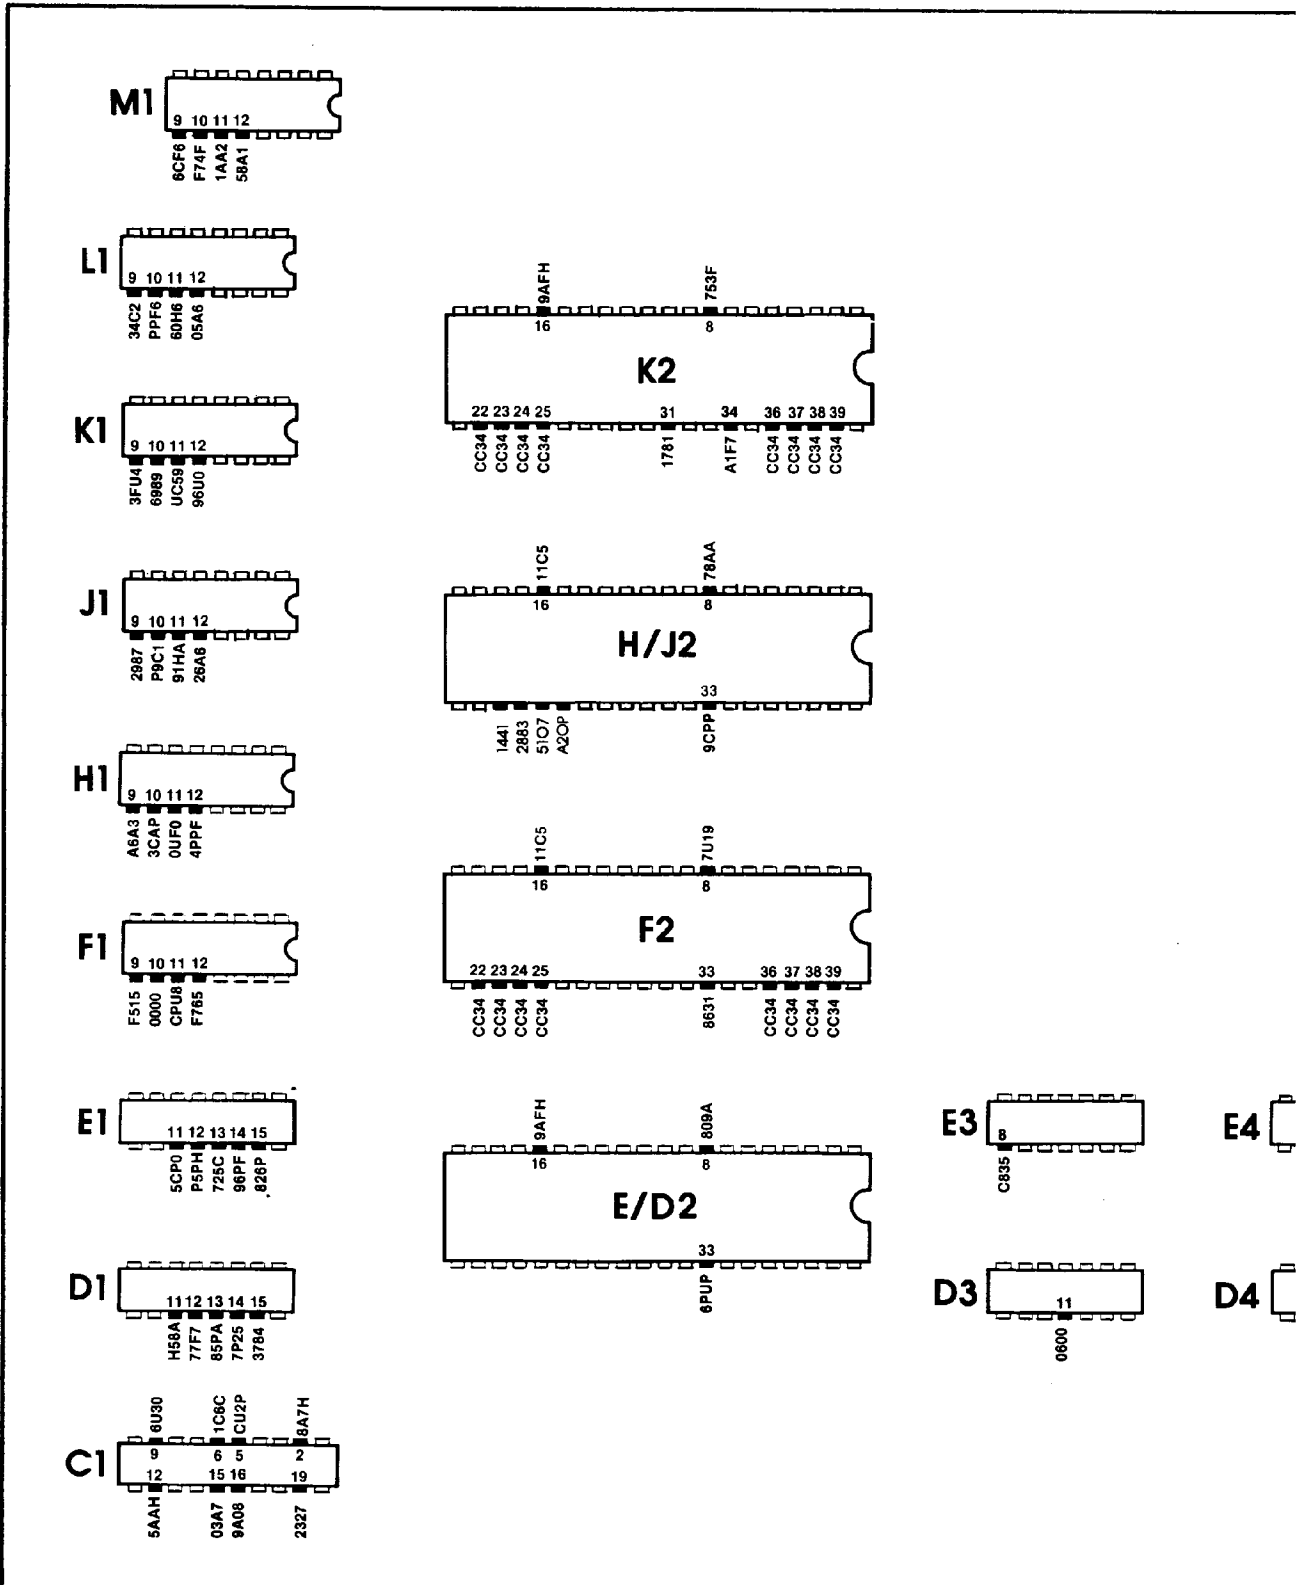 M1
9 10 11 12
6CF6 F74F 1AA2 58A1
L1
9 10 11 12
34C2 PPF6 60H6 05A6
K1
9 10 11 12
3FU4 6989 UC59 96U0
J1
9 10 11 12
2987 P9C1 91HA 26A6
H1
9 10 11 12
A6A3 3CAP 0UF0 4PPF
F1
9 10 11 12
F515 0000 CPU8 F765
E1
11 12 13 14 15
5CP0 P5PH 725C 96PF 826P
D1
11 12 13 14 15
H58A 77F7 85PA 7P25 3784
6U30 1C6C CU2P 8A7H
C1
9 6 5 2
12 15 16 19
5AAH 03A7 9A08 2327
9AFH 753F
16 8
K2
22 23 24 25 31 34 36 37 38 39
CC34 CC34 CC34 CC34 1781 A1F7 CC34 CC34 CC34 CC34
11C5 78AA
16 8
H/J2
33
1441 2883 51O7 A2OP 9CPP
11C5 7U19
16 8
F2
22 23 24 25 33 36 37 38 39
CC34 CC34 CC34 CC34 8631 CC34 CC34 CC34 CC34
9AFH 809A
16 8
E/D2
33
6PUP
E3
8
C835
E4
D3
11
0600
D4